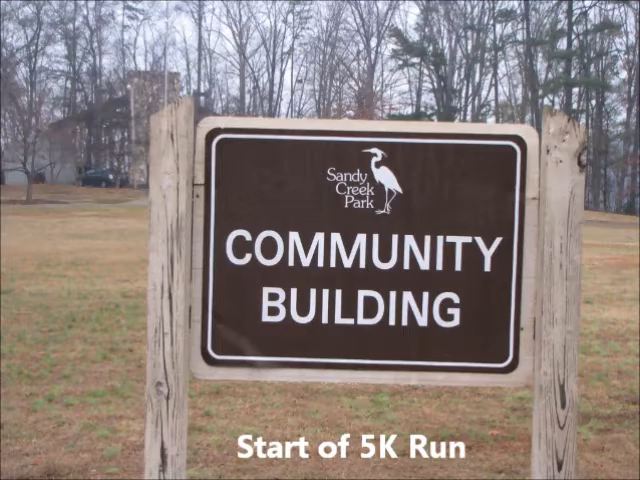 Sandy
Creek
Park
COMMUNITY
BUILDING
Start of 5K Run